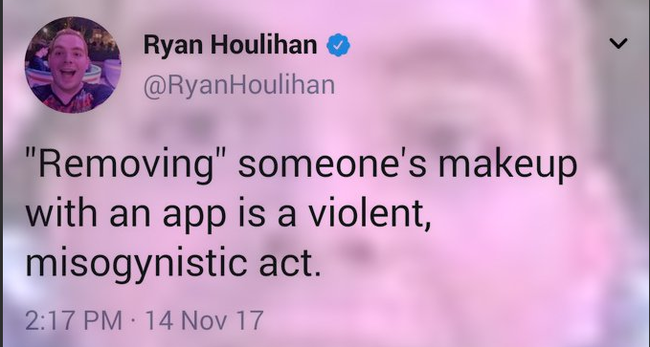 Ryan Houlihan
@RyanHoulihan
"Removing" someone's makeup
with an app is a violent,
misogynistic act.
2:17 PM · 14 Nov 17